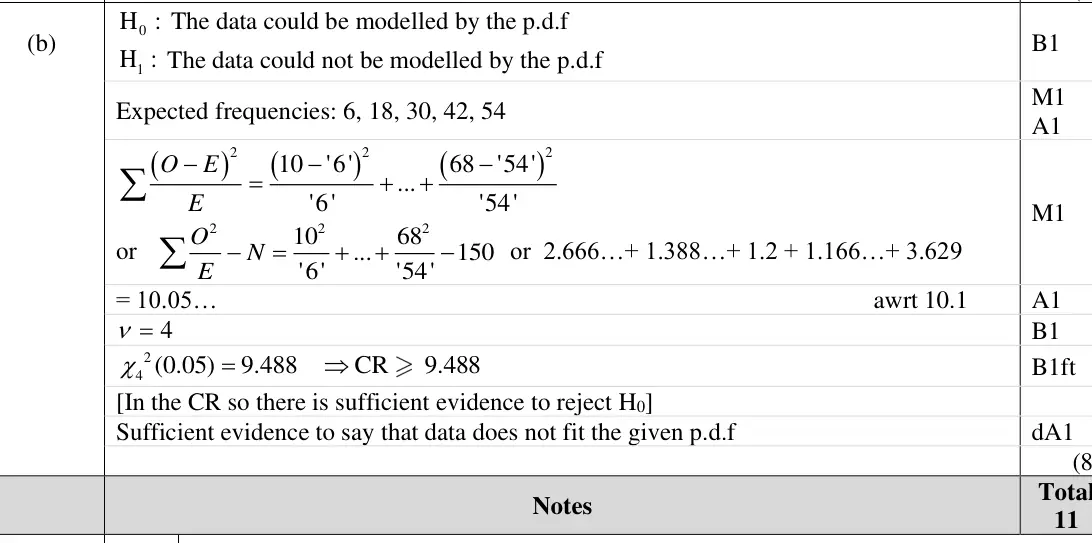 (b)
H₀ : The data could be modelled by the p.d.f
H₁ : The data could not be modelled by the p.d.f
B1
Expected frequencies: 6, 18, 30, 42, 54
M1
A1
∑ (O − E)² / E = (10 − '6')² / '6' + ... + (68 − '54')² / '54'
or ∑ O² / E − N = 10² / '6' + ... + 68² / '54' − 150 or 2.666…+ 1.388…+ 1.2 + 1.166…+ 3.629
M1
= 10.05… awrt 10.1 A1
ν = 4 B1
χ₄²(0.05) = 9.488 ⇒ CR ⩾ 9.488 B1ft
[In the CR so there is sufficient evidence to reject H₀]
Sufficient evidence to say that data does not fit the given p.d.f dA1
(8
Notes
Total
11